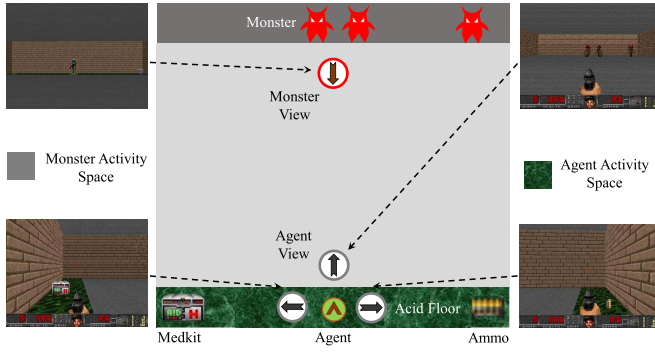 Monster
Monster
View
Monster Activity
Space
Agent Activity
Space
Agent
View
Acid Floor
Medkit
Agent
Ammo